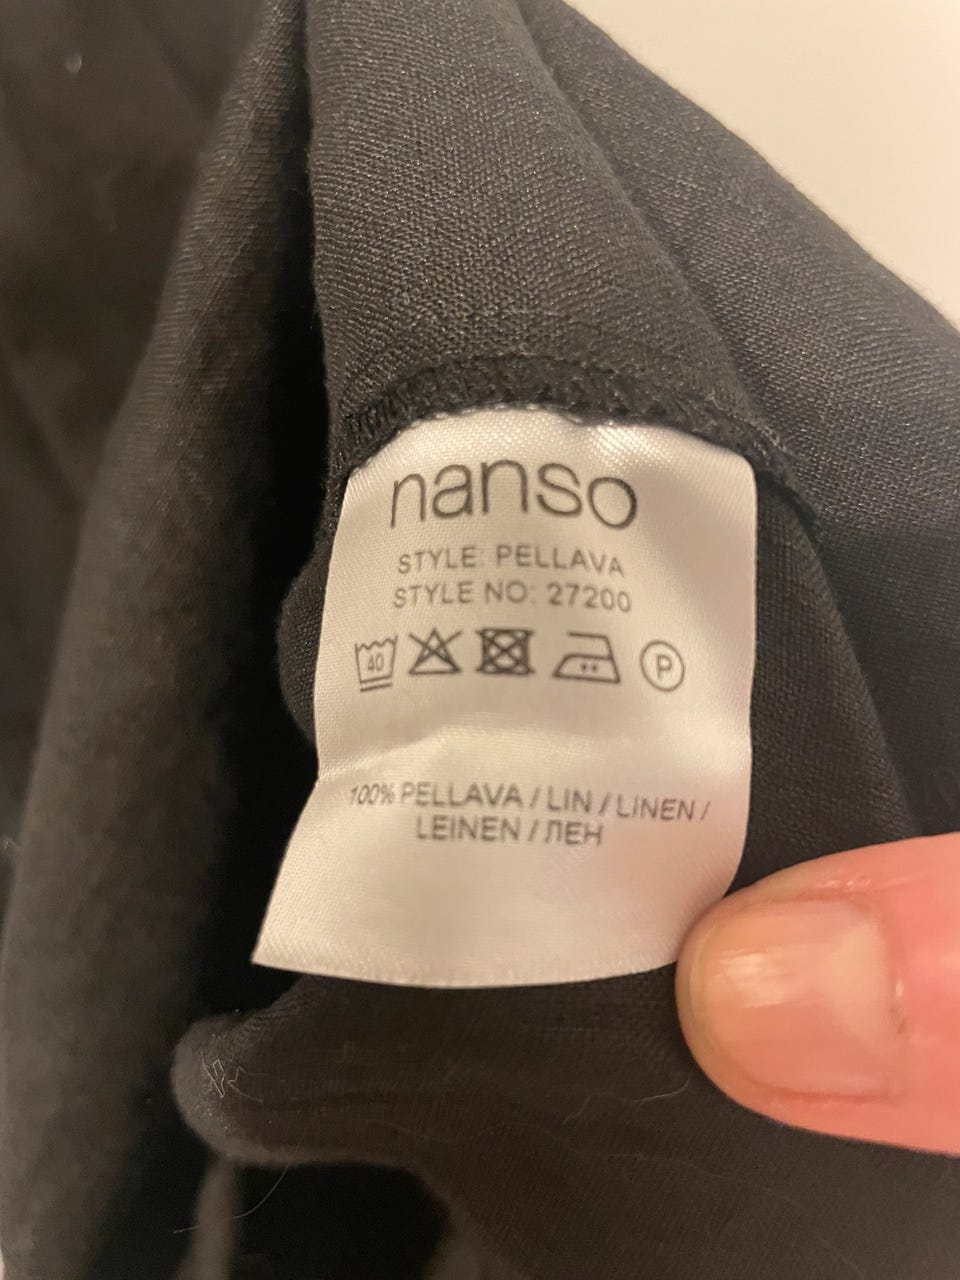 nanso
STYLE: PELLAVA
STYLE NO: 27200
40 P
100% PELLAVA / LIN / LINEN /
LEINEN / ЛЕН